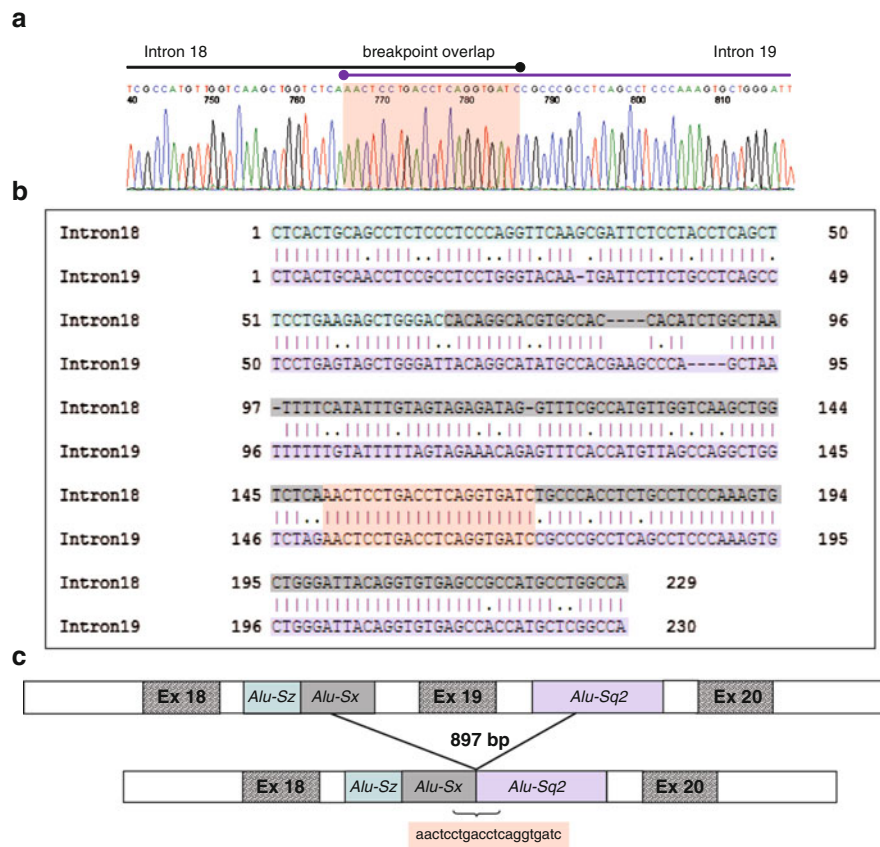 a
Intron 18 breakpoint overlap Intron 19
TCGCCATGTTGGTCAAGCTGGTCTCAAACTCCTGACCTCAGGTGATCCGCCCGCCTCAGCCTCCCAAAGTGCTGGGATT
40 750 760 770 780 790 800 810
b
Intron18 1 CTCACTGCAGCCTCTCCCTCCCAGGTTCAAGCGATTCTCCTACCTCAGCT 50
Intron19 1 CTCACTGCAACCTCCGCCTCCTGGGTACAA-TGATTCTTCTGCCTCAGCC 49
Intron18 51 TCCTGAAGAGCTGGGACCACAGGCACGTGCCAC----CACATCTGGCTAA 96
Intron19 50 TCCTGAGTAGCTGGGATTACAGGCATATGCCACGAAGCCCA----GCTAA 95
Intron18 97 -TTTTCATATTTGTAGTAGAGATAG-GTTTCGCCATGTTGGTCAAGCTGG 144
Intron19 96 TTTTTTGTATTTTTAGTAGAAACAGAGTTTCACCATGTTAGCCAGGCTGG 145
Intron18 145 TCTCAAACTCCTGACCTCAGGTGATCTGCCCACCTCTGCCTCCCAAAGTG 194
Intron19 146 TCTAGAACTCCTGACCTCAGGTGATCCGCCCGCCTCAGCCTCCCAAAGTG 195
Intron18 195 CTGGGATTACAGGTGTGAGCCGCCATGCCTGGCCA 229
Intron19 196 CTGGGATTACAGGTGTGAGCCACCATGCTCGGCCA 230
c
Ex 18 Alu-Sz Alu-Sx Ex 19 Alu-Sq2 Ex 20
897 bp
Ex 18 Alu-Sz Alu-Sx Alu-Sq2 Ex 20
aactcctgacctcaggtgatc